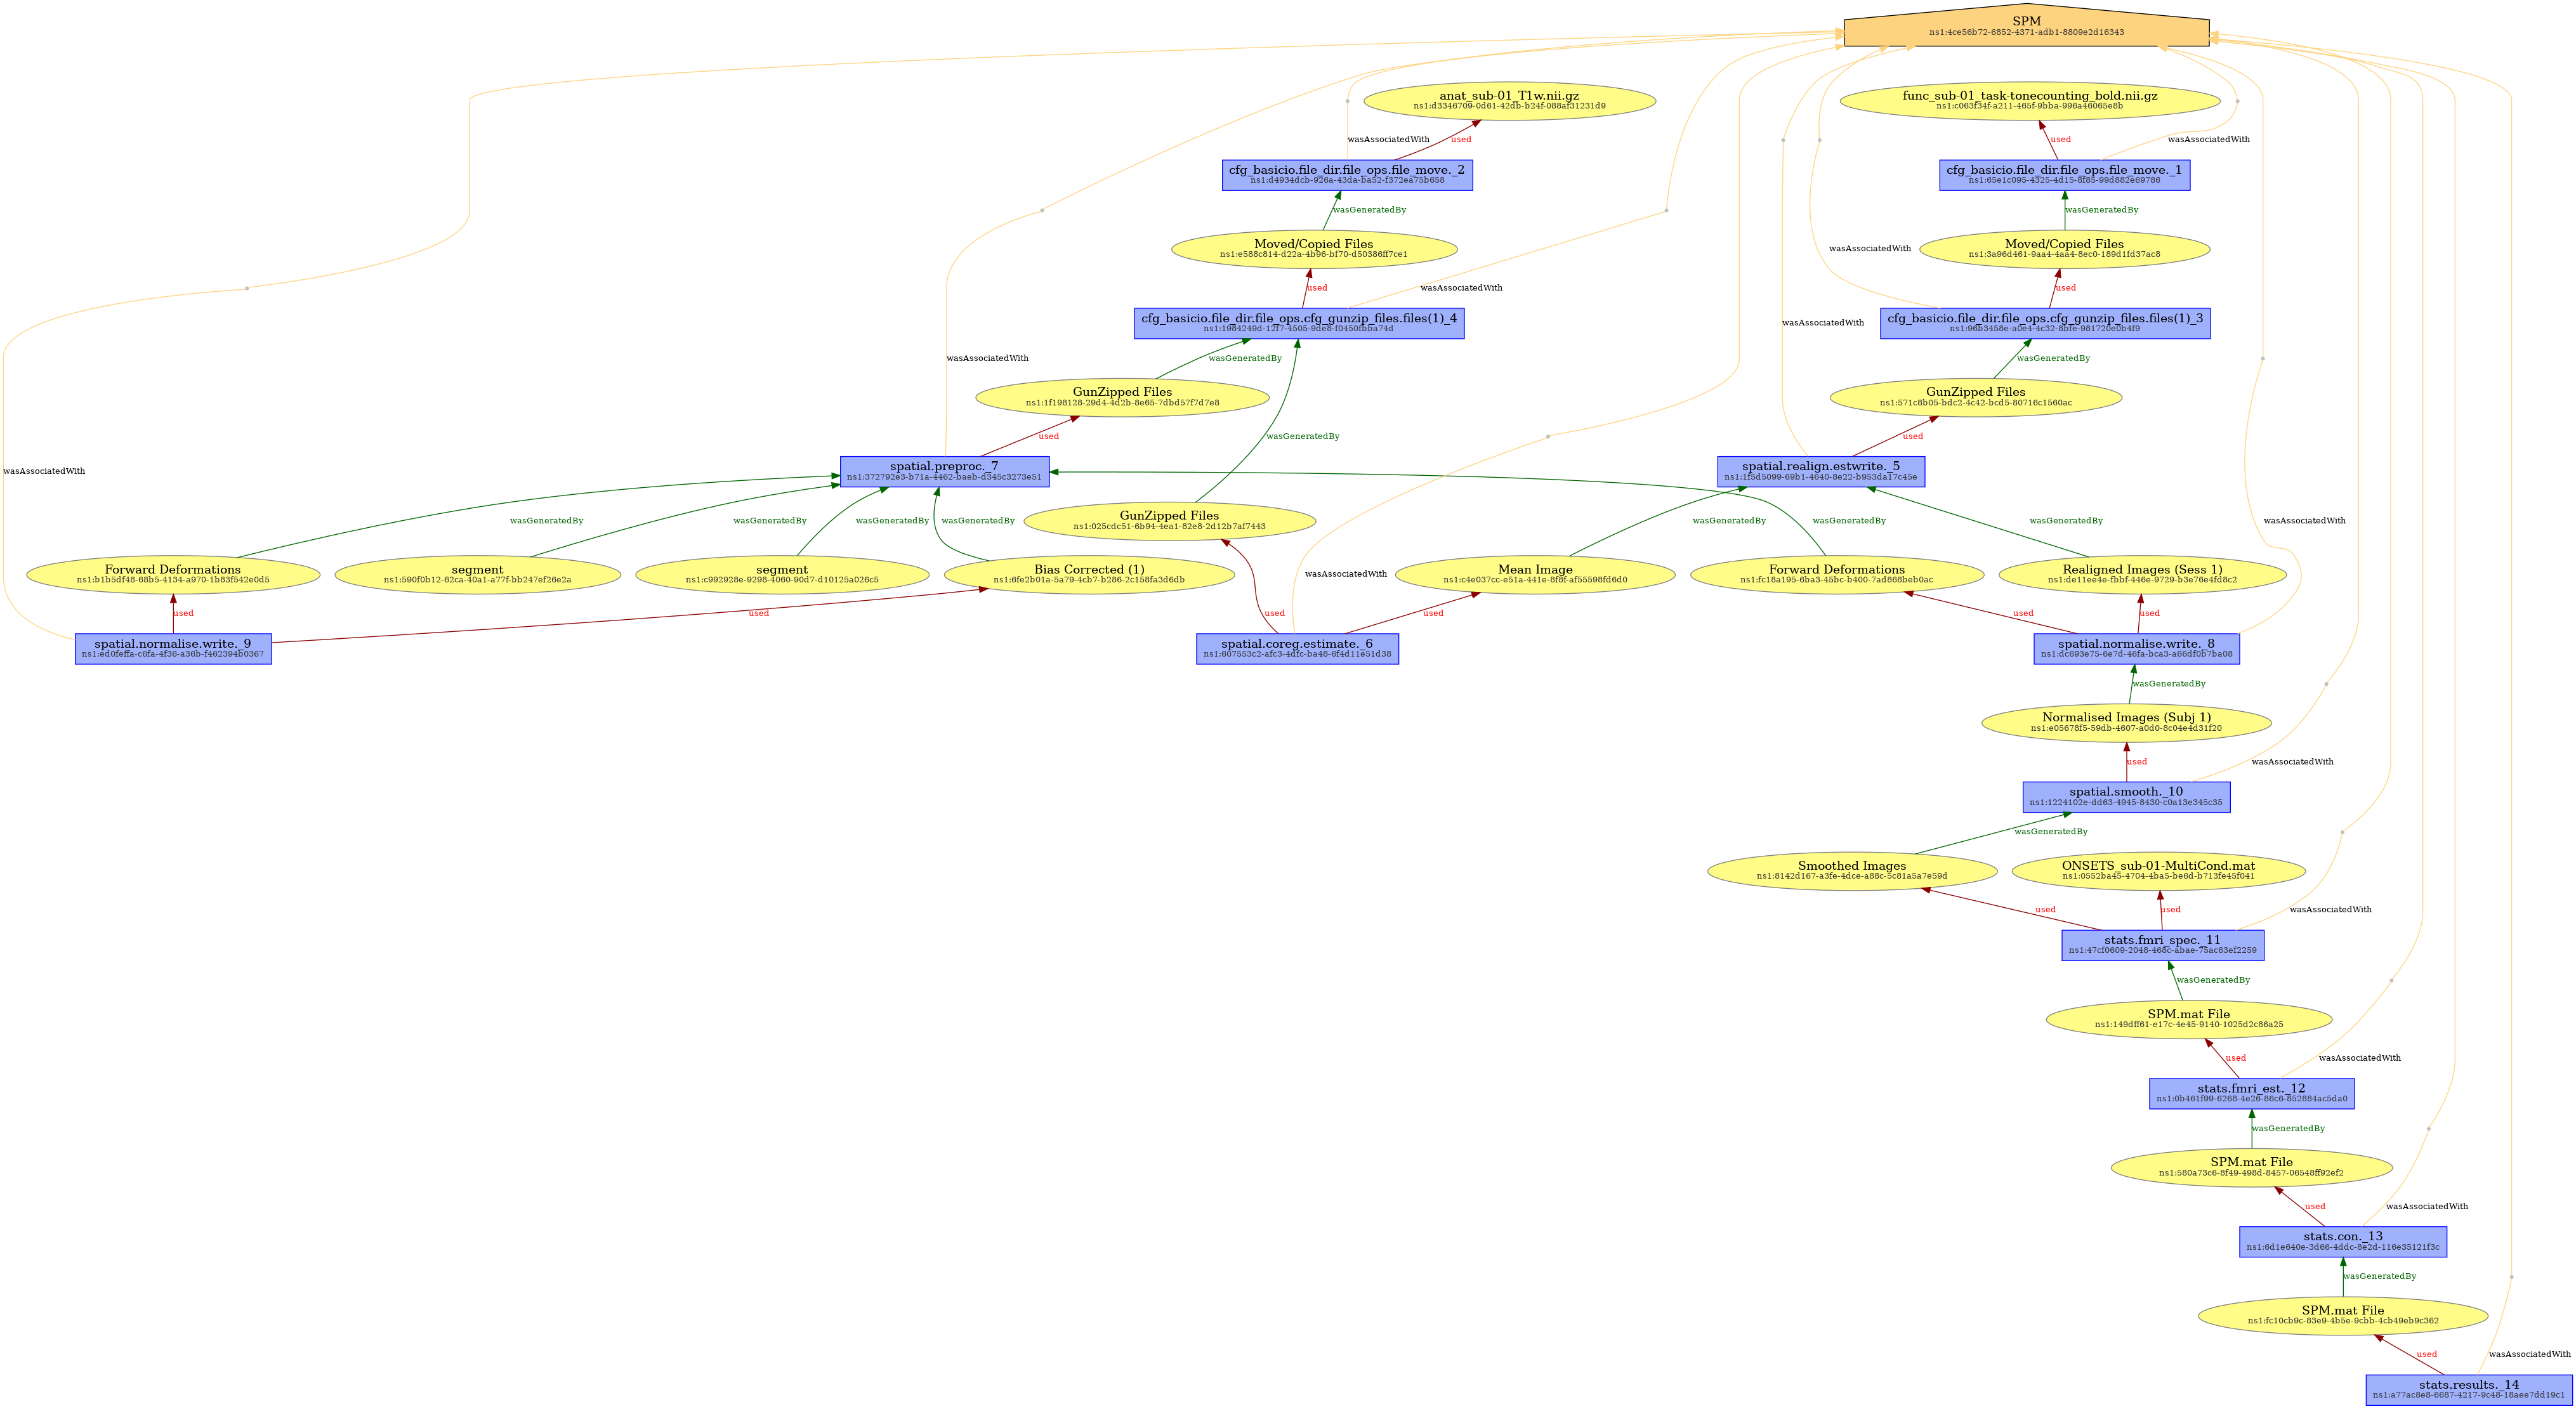 SPM
ns1:4ce56b72-6852-4371-adb1-8809e2d16343
anat_sub-01_T1w.nii.gz
ns1:d3346709-0d61-42db-b24f-088af31231d9
func_sub-01_task-tonecounting_bold.nii.gz
ns1:c063f34f-a211-465f-9bba-996a46065e8b
wasAssociatedWith
used
used
wasAssociatedWith
cfg_basicio.file_dir.file_ops.file_move._2
ns1:d4934dcb-926a-43da-ba52-f372ea75b658
cfg_basicio.file_dir.file_ops.file_move._1
ns1:65e1c095-4325-4d15-8f85-99d882e69786
wasGeneratedBy
wasGeneratedBy
Moved/Copied Files
ns1:e588c814-d22a-4b96-bf70-d50386ff7ce1
wasAssociatedWith
Moved/Copied Files
ns1:3a96d461-9aa4-4aa4-8ec0-189d1fd37ac8
used
wasAssociatedWith
used
cfg_basicio.file_dir.file_ops.cfg_gunzip_files.files(1)_4
ns1:1984249d-12f7-4505-9de8-f0450fbba74d
wasAssociatedWith
cfg_basicio.file_dir.file_ops.cfg_gunzip_files.files(1)_3
ns1:96b3458e-a0e4-4c32-8bfe-981720e0b4f9
wasAssociatedWith
wasGeneratedBy
wasGeneratedBy
GunZipped Files
ns1:1f198128-29d4-4d2b-8e65-7dbd57f7d7e8
GunZipped Files
ns1:571c8b05-bdc2-4c42-bcd5-80716c1560ac
used
wasGeneratedBy
used
wasAssociatedWith
spatial.preproc._7
ns1:372792e3-b71a-4462-baeb-d345c3273e51
spatial.realign.estwrite._5
ns1:1f5d5099-69b1-4640-8e22-b953da17c45e
wasGeneratedBy
wasGeneratedBy
wasGeneratedBy
wasGeneratedBy
GunZipped Files
ns1:025cdc51-6b94-4ea1-82e8-2d12b7af7443
wasGeneratedBy
wasGeneratedBy
wasGeneratedBy
wasAssociatedWith
Forward Deformations
ns1:b1b5df48-68b5-4134-a970-1b83f542e0d5
segment
ns1:590f0b12-62ca-40a1-a77f-bb247ef26e2a
segment
ns1:c992928e-9298-4060-90d7-d10125a026c5
Bias Corrected (1)
ns1:6fe2b01a-5a79-4cb7-b286-2c158fa3d6db
wasAssociatedWith
Mean Image
ns1:c4e037cc-e51a-441e-8f8f-af55598fd6d0
Forward Deformations
ns1:fc18a195-6ba3-45bc-b400-7ad868beb0ac
Realigned Images (Sess 1)
ns1:de11ee4e-fbbf-446e-9729-b3e76e4fd8c2
used
used
used
used
used
used
spatial.normalise.write._9
ns1:ed0feffa-c6fa-4f36-a36b-f462394b0367
spatial.coreg.estimate._6
ns1:607553c2-afc3-4dfc-ba48-6f4d11e51d38
spatial.normalise.write._8
ns1:dc693e75-6e7d-46fa-bca3-a66df0b7ba08
wasGeneratedBy
Normalised Images (Subj 1)
ns1:e05678f5-59db-4607-a0d0-8c04e4d31f20
used
wasAssociatedWith
spatial.smooth._10
ns1:1224102e-dd63-4945-8430-c0a13e345c35
wasGeneratedBy
Smoothed Images
ns1:8142d167-a3fe-4dce-a88c-5c81a5a7e59d
ONSETS_sub-01-MultiCond.mat
ns1:0552ba45-4704-4ba5-be6d-b713fe45f041
used
used
wasAssociatedWith
stats.fmri_spec._11
ns1:47cf0609-2048-468c-abae-75ac63ef2259
wasGeneratedBy
SPM.mat File
ns1:149dff61-e17c-4e45-9140-1025d2c86a25
used
wasAssociatedWith
stats.fmri_est._12
ns1:0b461f99-6268-4e26-86c6-852884ac5da0
wasGeneratedBy
SPM.mat File
ns1:580a73c6-8f49-498d-8457-06548ff92ef2
used
wasAssociatedWith
stats.con._13
ns1:6d1e640e-3d66-4ddc-8e2d-116e35121f3c
wasGeneratedBy
SPM.mat File
ns1:fc10cb9c-83e9-4b5e-9cbb-4cb49eb9c362
used
wasAssociatedWith
stats.results._14
ns1:a77ac8e8-6687-4217-9c48-18aee7dd19c1